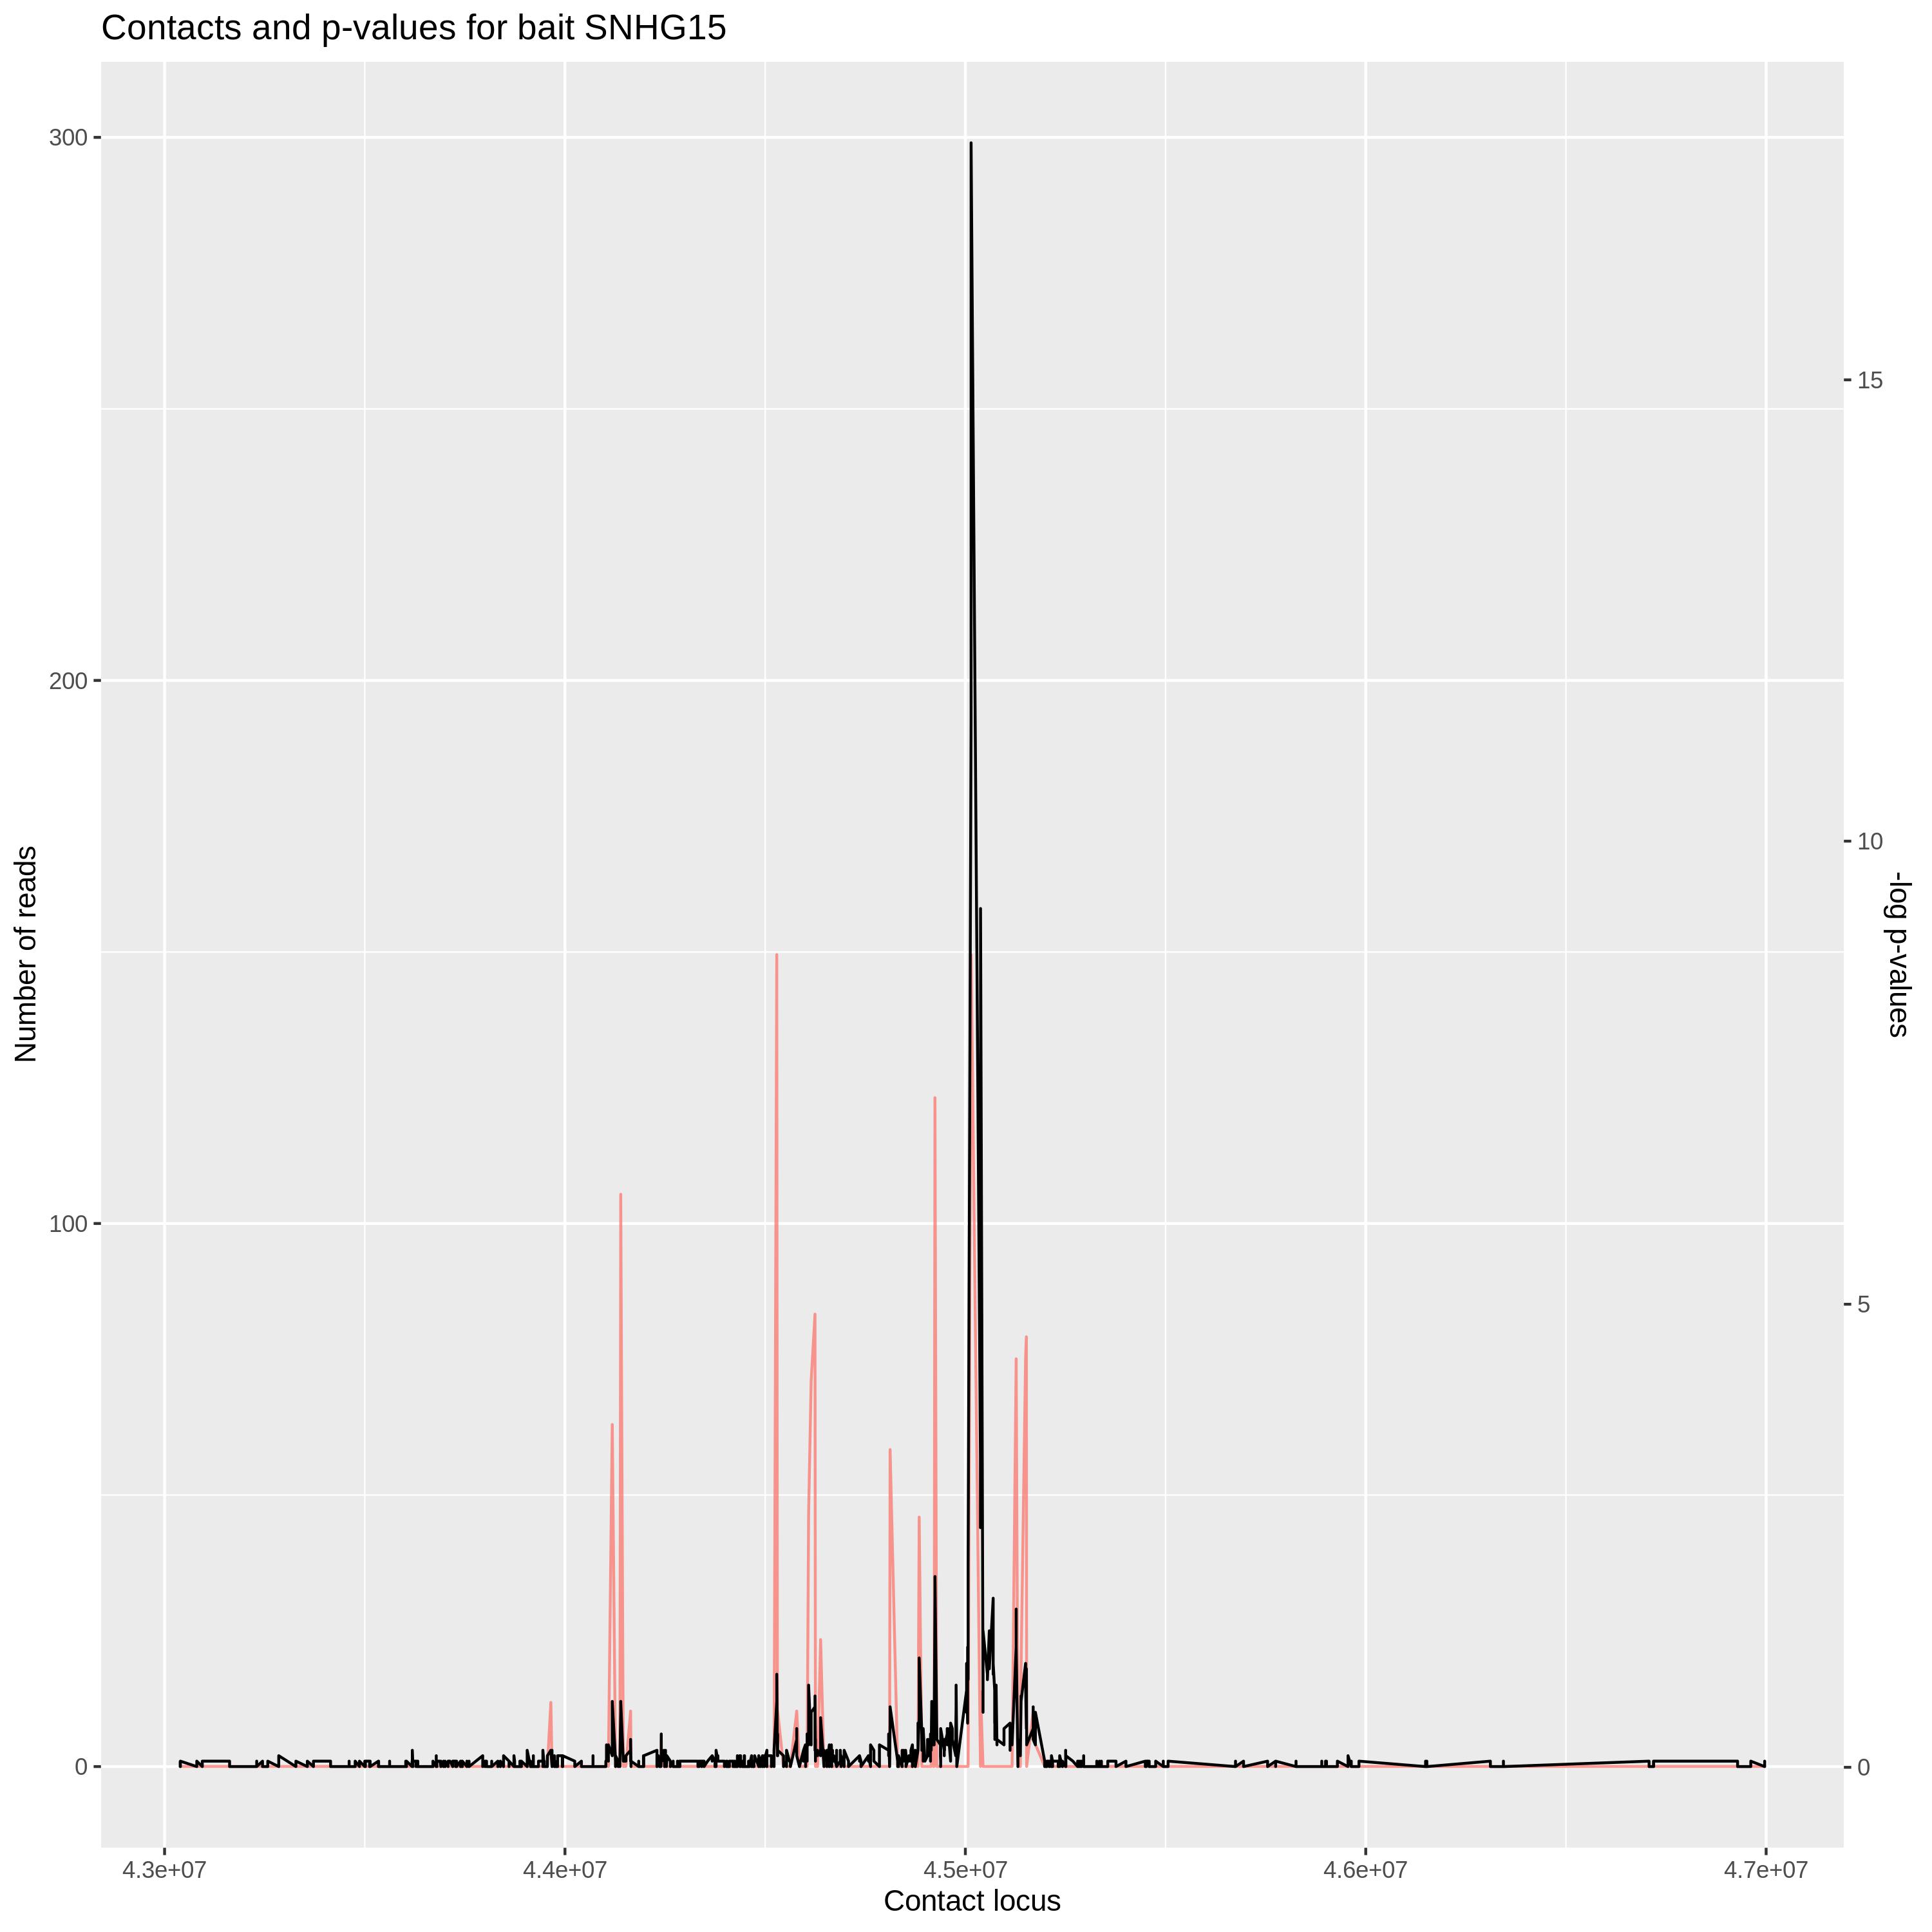 Contacts and p-values for bait SNHG15
Number of reads
300
200
100
0
15
10
5
0
-log p-values
4.3e+07
4.4e+07
4.5e+07
4.6e+07
4.7e+07
Contact locus